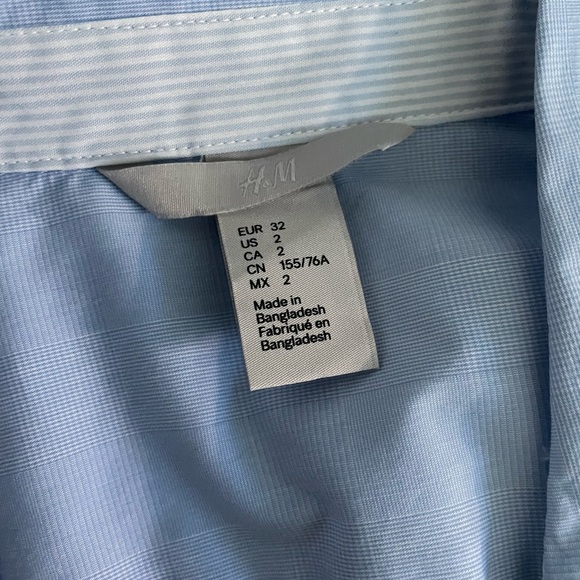 H&M
EUR 32
US 2
CA 2
CN 155/76A
MX 2
Made in
Bangladesh
Fabriqué en
Bangladesh